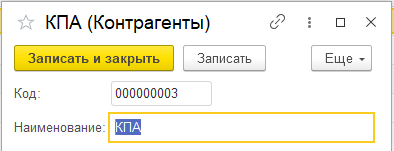 КПА (Контрагенты)
Записать и закрыть Записать Еще
Код: 000000003
Наименование: КПА